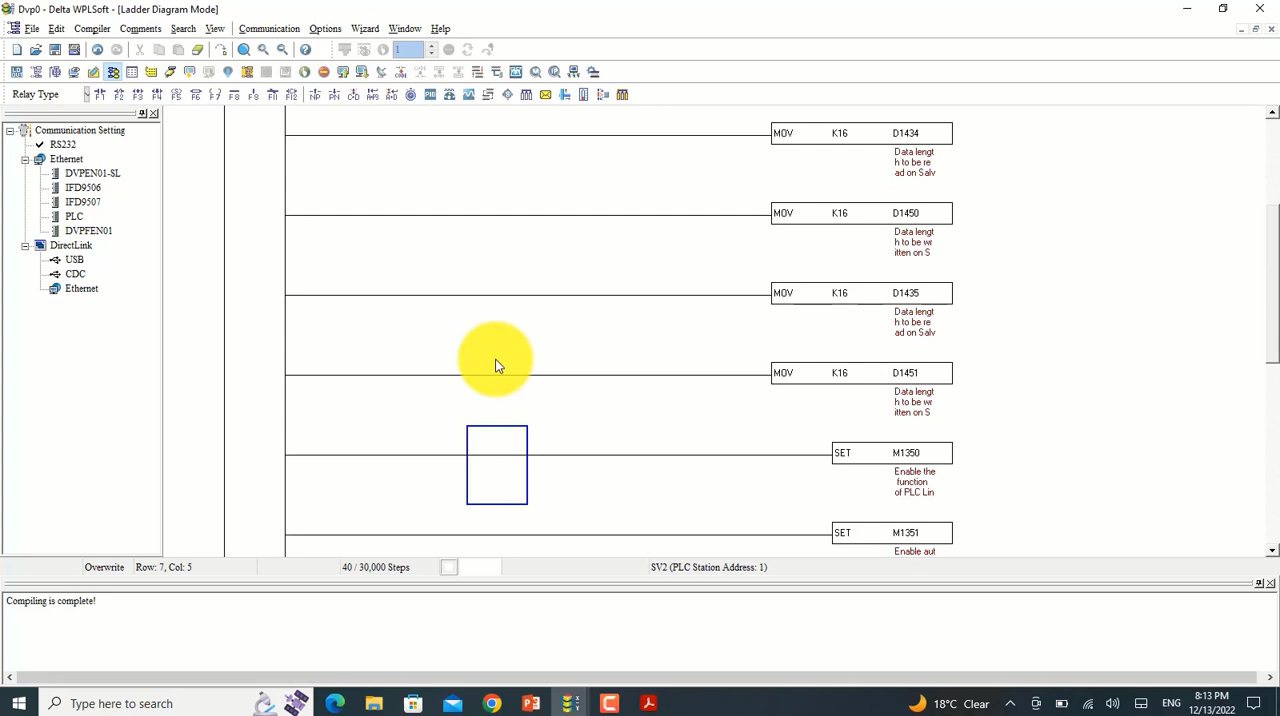 Dvp0 - Delta WPLSoft - [Ladder Diagram Mode]
File Edit Compiler Comments Search View Communication Options Wizard Window Help
1
Relay Type
Communication Setting
RS232
Ethernet
DVPEN01-SL
IFD9506
IFD9507
PLC
DVPFEN01
DirectLink
USB
CDC
Ethernet
MOV K16 D1434
Data lengt
h to be re
ad on Salv
MOV K16 D1450
Data lengt
h to be wr
itten on S
MOV K16 D1435
Data lengt
h to be re
ad on Salv
MOV K16 D1451
Data lengt
h to be wr
itten on S
SET M1350
Enable the
function
of PLC Lin
SET M1351
Enable aut
Overwrite Row: 7, Col: 5 40 / 30,000 Steps SV2 (PLC Station Address: 1)
Compiling is complete!
Type here to search
18°C Clear
ENG
8:13 PM
12/13/2022